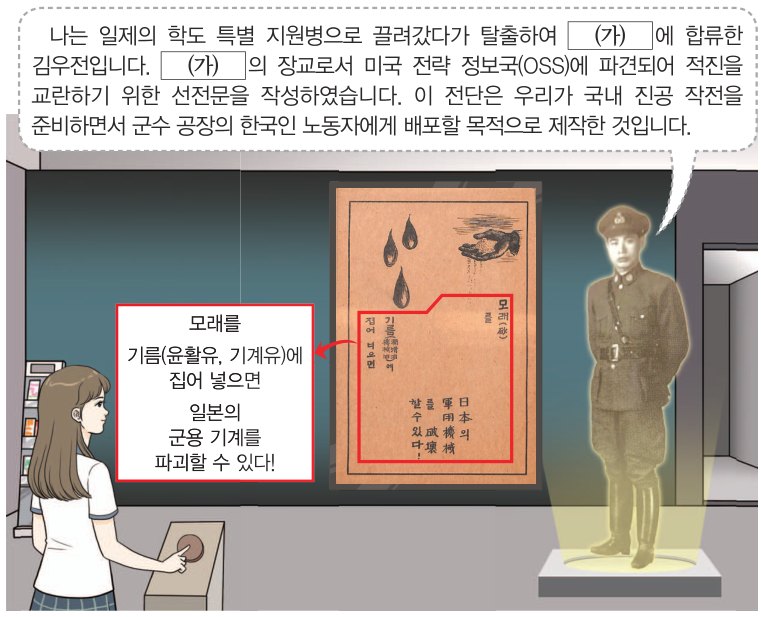 나는 일제의 학도 특별 지원병으로 끌려갔다가 탈출하여 (가) 에 합류한
김우전입니다. (가) 의 장교로서 미국 전략 정보국(OSS)에 파견되어 적진을
교란하기 위한 선전문을 작성하였습니다. 이 전단은 우리가 국내 진공 작전을
준비하면서 군수 공장의 한국인 노동자에게 배포할 목적으로 제작한 것입니다.
모래를
기름(윤활유, 기계유)에
집어 넣으면
일본의
군용 기계를
파괴할 수 있다!
모래(砂)
를
기름(潤滑油 機械油)에
집어 너으면
日本의
軍用機械
를 破壞
할수있다!